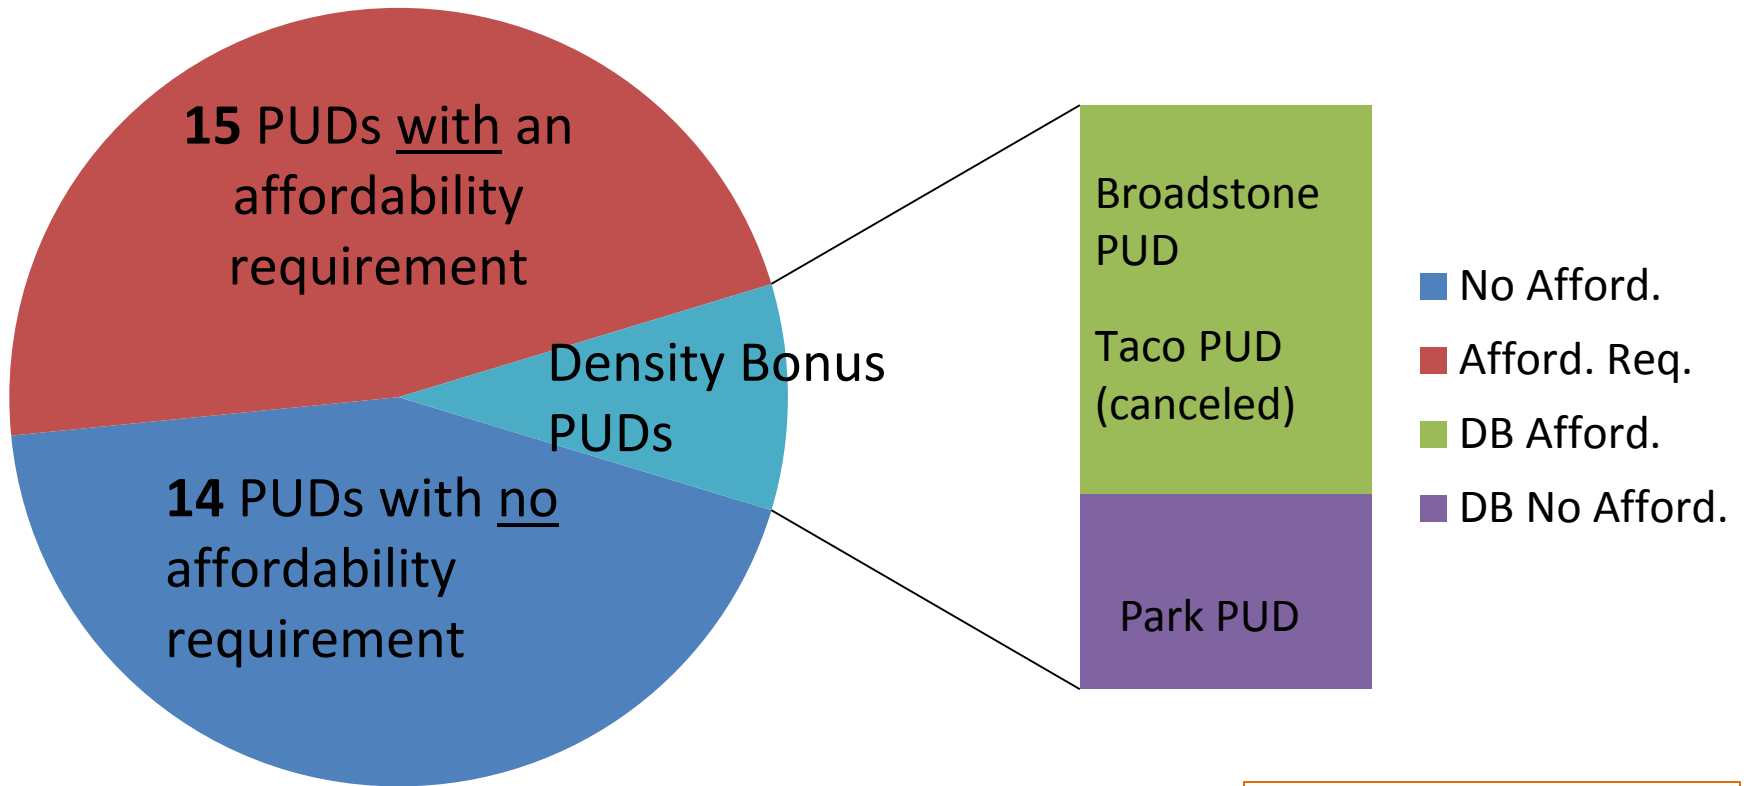 15 PUDs with an
affordability
requirement
Density Bonus
PUDs
14 PUDs with no
affordability
requirement
Broadstone
PUD
Taco PUD
(canceled)
Park PUD
No Afford.
Afford. Req.
DB Afford.
DB No Afford.